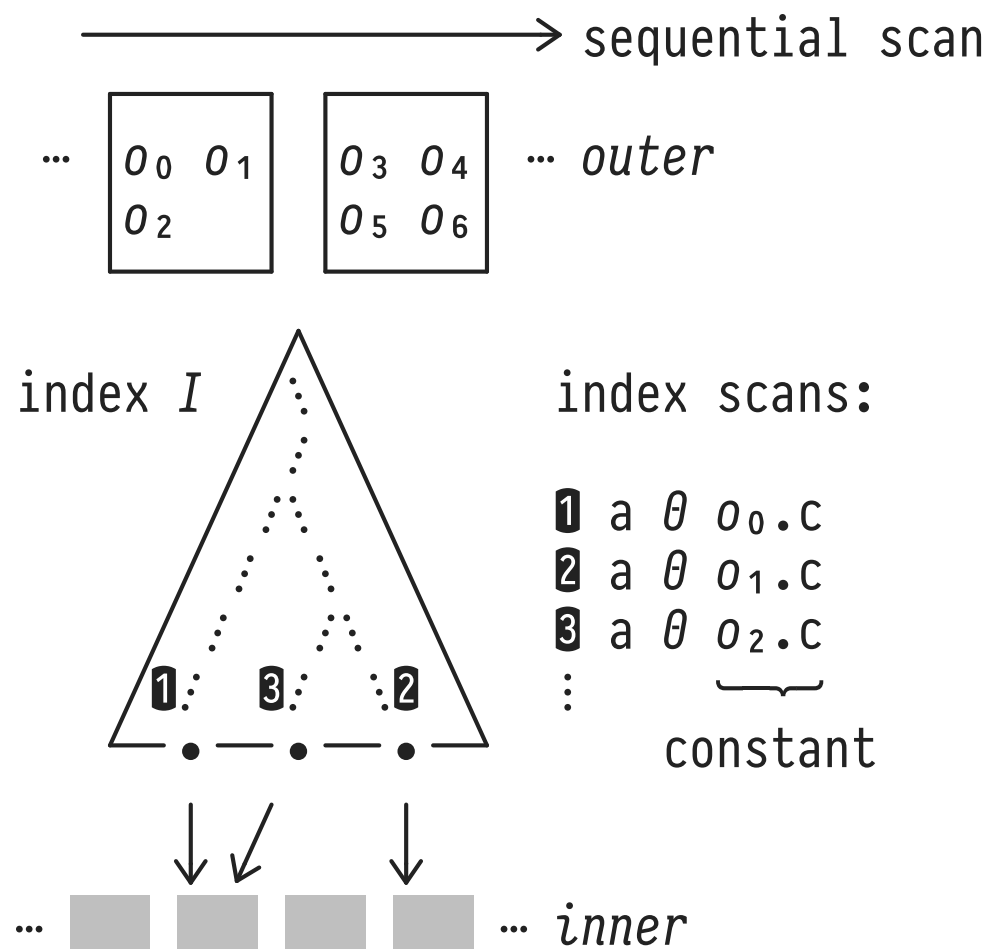 sequential scan
… o₀ o₁ o₃ o₄ … outer
o₂ o₅ o₆
index I
index scans:
1 a θ o₀.c
2 a θ o₁.c
3 a θ o₂.c
⋮
constant
1 3 2
… … inner